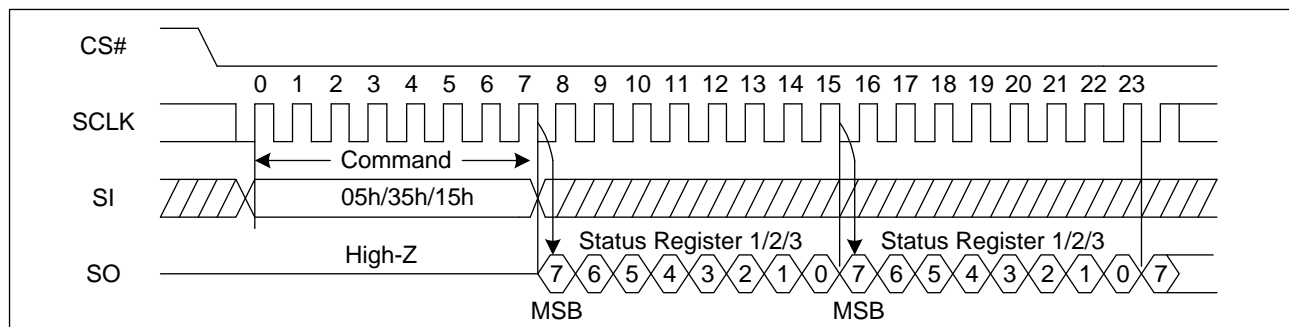 CS#
0 1 2 3 4 5 6 7 8 9 10 11 12 13 14 15 16 17 18 19 20 21 22 23
SCLK
Command
SI
05h/35h/15h
High-Z
Status Register 1/2/3 Status Register 1/2/3
SO
7 6 5 4 3 2 1 0 7 6 5 4 3 2 1 0 7
MSB MSB